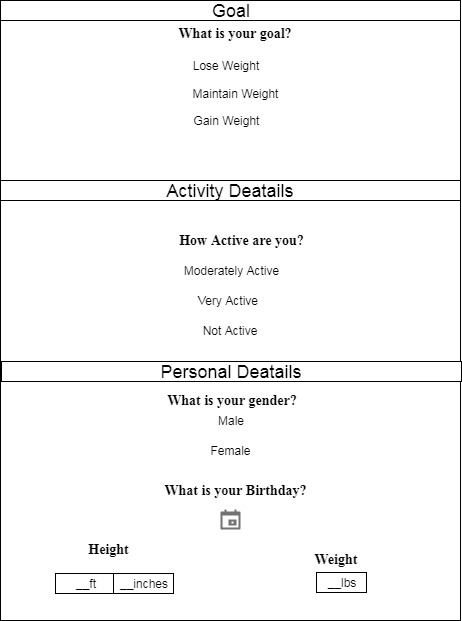 Goal
What is your goal?
Lose Weight
Maintain Weight
Gain Weight
Activity Deatails
How Active are you?
Moderately Active
Very Active
Not Active
Personal Deatails
What is your gender?
Male
Female
What is your Birthday?
Height
Weight
__ft __inches
__lbs